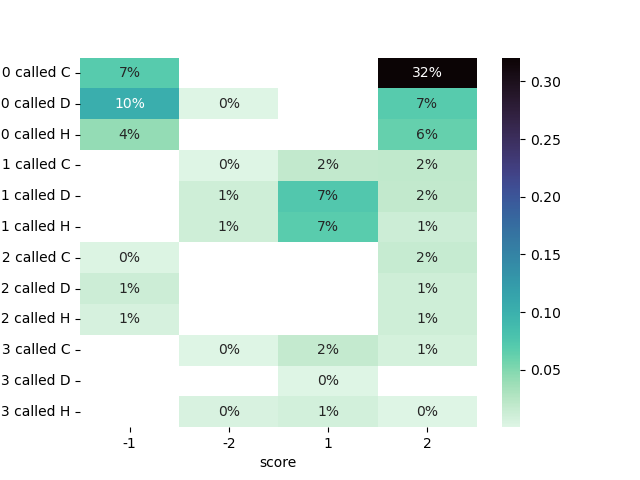 0 called C 7% 32% 0.30
0 called D 10% 0% 7%
0 called H 4% 6% 0.25
1 called C 0% 2% 2%
1 called D 1% 7% 2% 0.20
1 called H 1% 7% 1%
2 called C 0% 2% 0.15
2 called D 1% 1%
2 called H 1% 1% 0.10
3 called C 0% 2% 1%
3 called D 0% 0.05
3 called H 0% 1% 0%
-1 -2 1 2
score